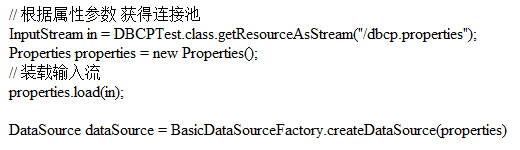 // 根据属性参数 获得连接池
InputStream in = DBCPTest.class.getResourceAsStream("/dbcp.properties");
Properties properties = new Properties();
// 装载输入流
properties.load(in);
DataSource dataSource = BasicDataSourceFactory.createDataSource(properties)